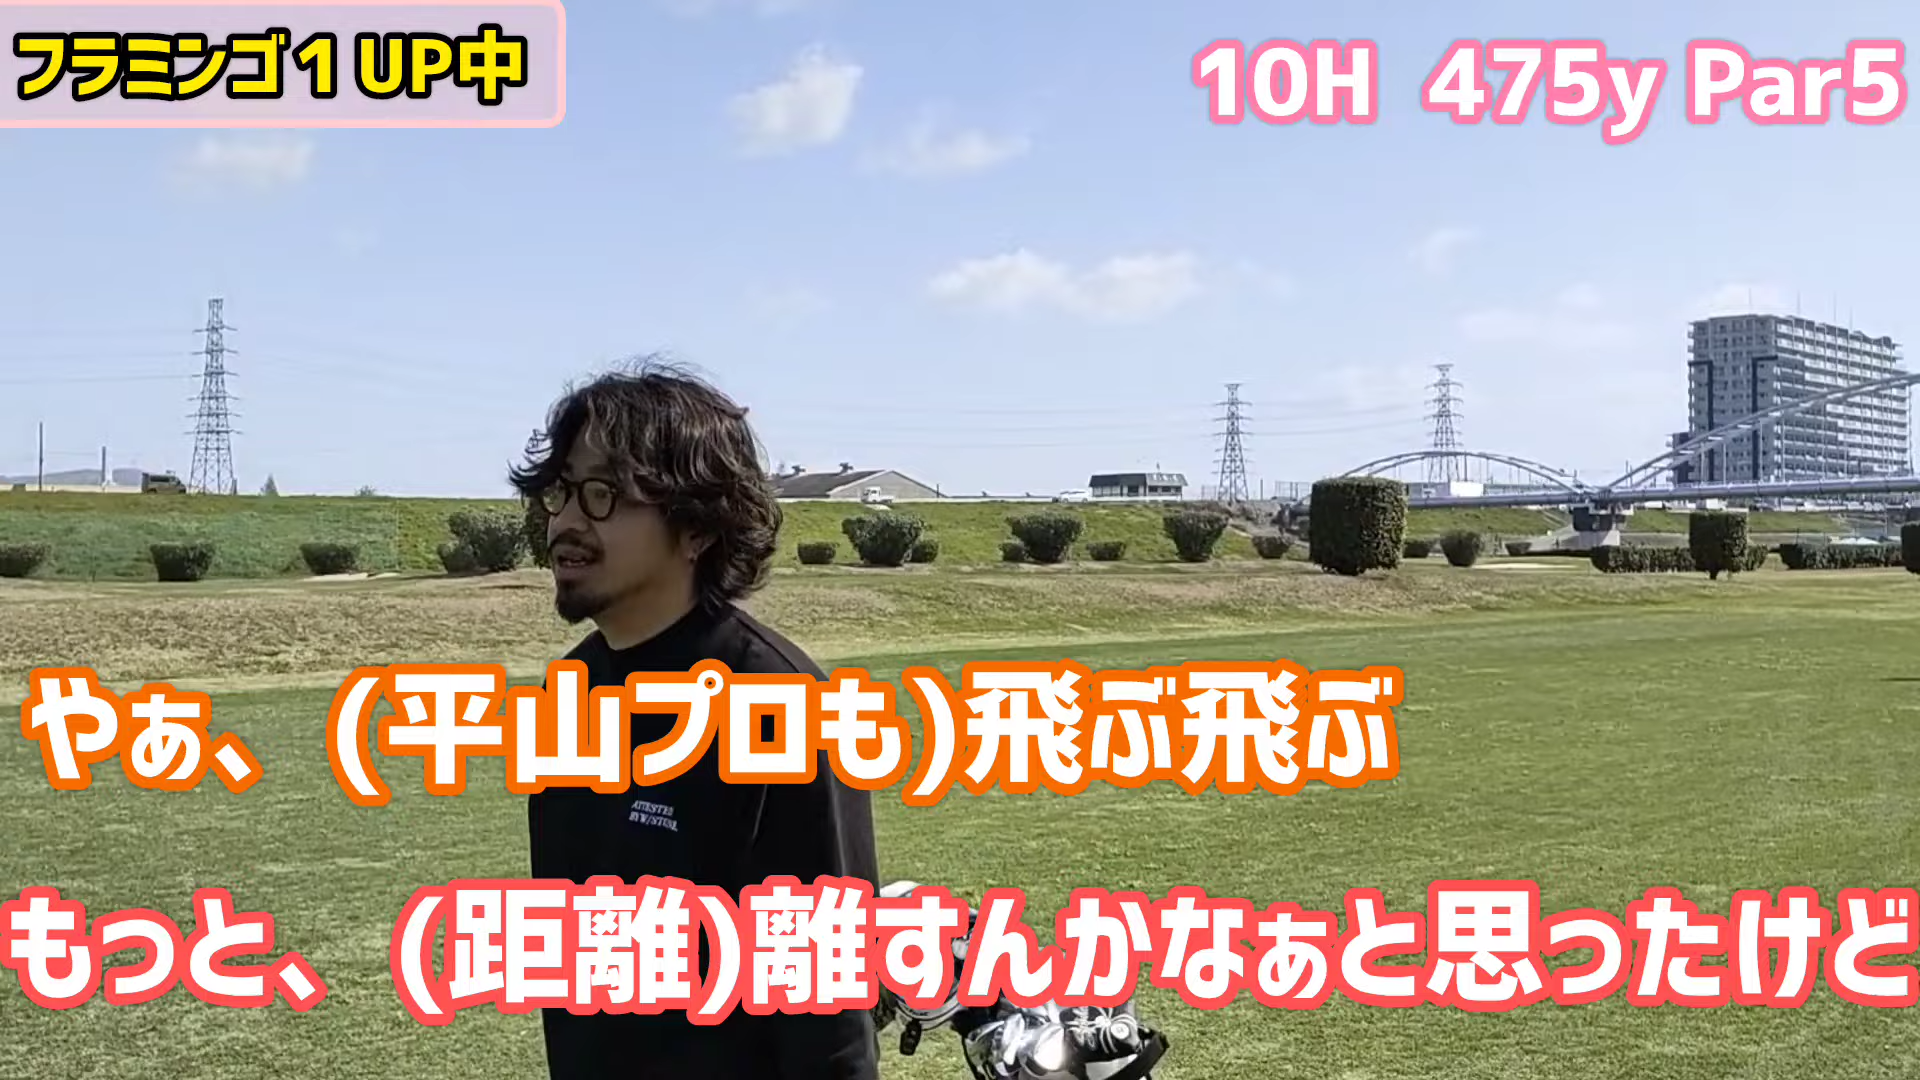 フラミンゴ1UP中
10H 475y Par5
やぁ、(平山プロも)飛ぶ飛ぶ
ATTESTED
もっと、(距離)離すんかなぁと思ったけど